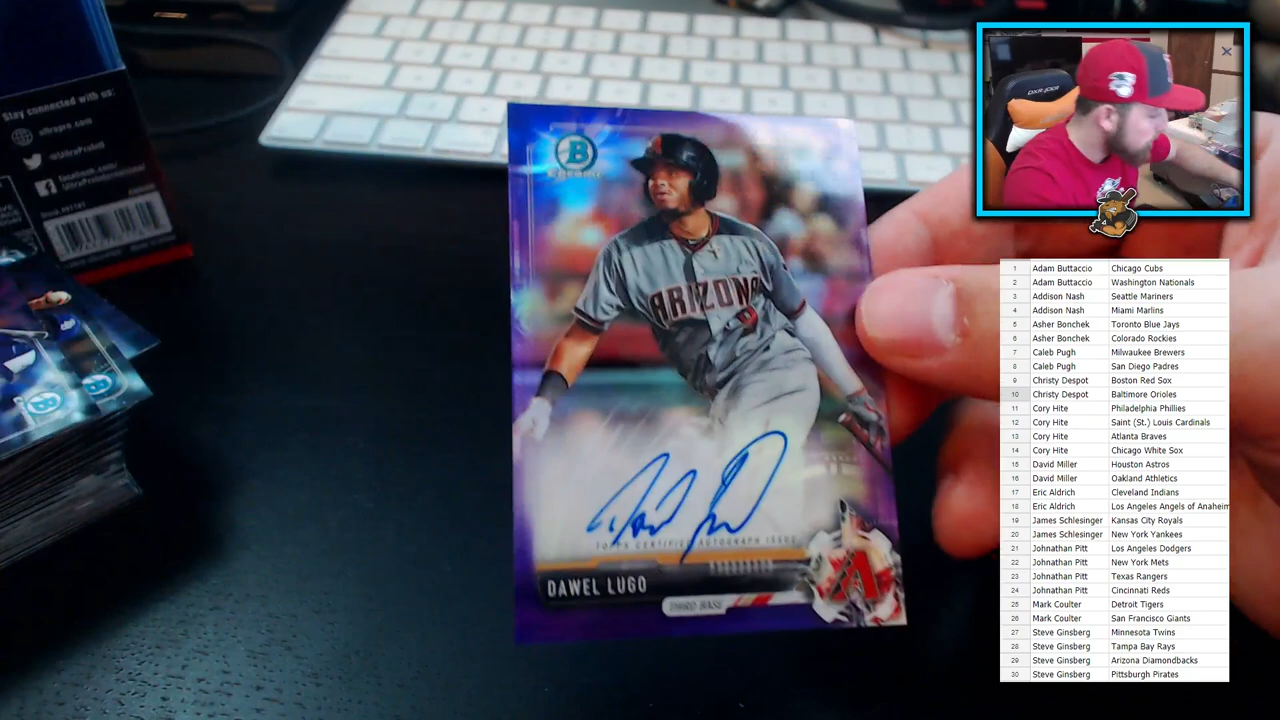 Stay connected with us:
ultrapro.com
DXRACER
B
CHROME
ARIZONA
9
TOPPS CERTIFIED AUTOGRAPH ISSUE
DAWEL LUGO
THIRD BASE
A
1 Adam Buttaccio Chicago Cubs
2 Adam Buttaccio Washington Nationals
3 Addison Nash Seattle Mariners
4 Addison Nash Miami Marlins
5 Asher Bonchek Toronto Blue Jays
6 Asher Bonchek Colorado Rockies
7 Caleb Pugh Milwaukee Brewers
8 Caleb Pugh San Diego Padres
9 Christy Despot Boston Red Sox
10 Christy Despot Baltimore Orioles
11 Cory Hite Philadelphia Phillies
12 Cory Hite Saint (St.) Louis Cardinals
13 Cory Hite Atlanta Braves
14 Cory Hite Chicago White Sox
15 David Miller Houston Astros
16 David Miller Oakland Athletics
17 Eric Aldrich Cleveland Indians
18 Eric Aldrich Los Angeles Angels of Anaheim
19 James Schlesinger Kansas City Royals
20 James Schlesinger New York Yankees
21 Johnathan Pitt Los Angeles Dodgers
22 Johnathan Pitt New York Mets
23 Johnathan Pitt Texas Rangers
24 Johnathan Pitt Cincinnati Reds
25 Mark Coulter Detroit Tigers
26 Mark Coulter San Francisco Giants
27 Steve Ginsberg Minnesota Twins
28 Steve Ginsberg Tampa Bay Rays
29 Steve Ginsberg Arizona Diamondbacks
30 Steve Ginsberg Pittsburgh Pirates